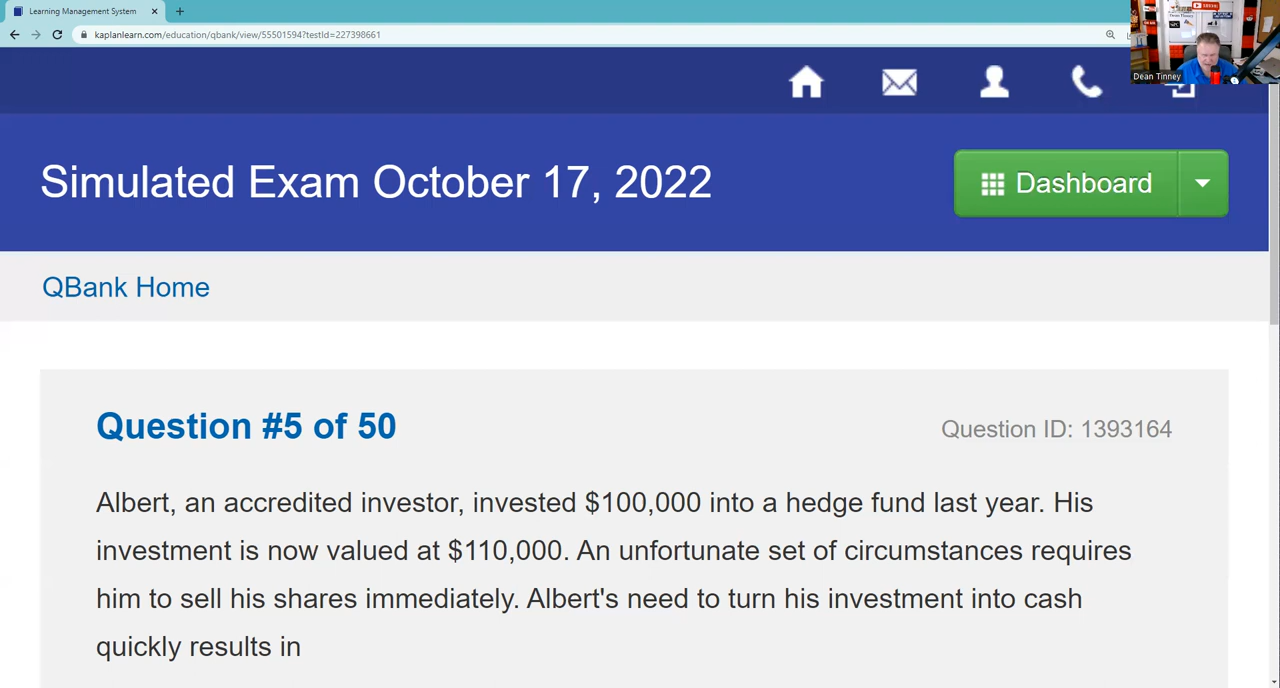 Learning Management System
kaplanlearn.com/education/qbank/view/55501594?testId=227398661
Dean Tinney
Simulated Exam October 17, 2022
Dashboard
QBank Home
Question #5 of 50
Question ID: 1393164
Albert, an accredited investor, invested $100,000 into a hedge fund last year. His
investment is now valued at $110,000. An unfortunate set of circumstances requires
him to sell his shares immediately. Albert's need to turn his investment into cash
quickly results in